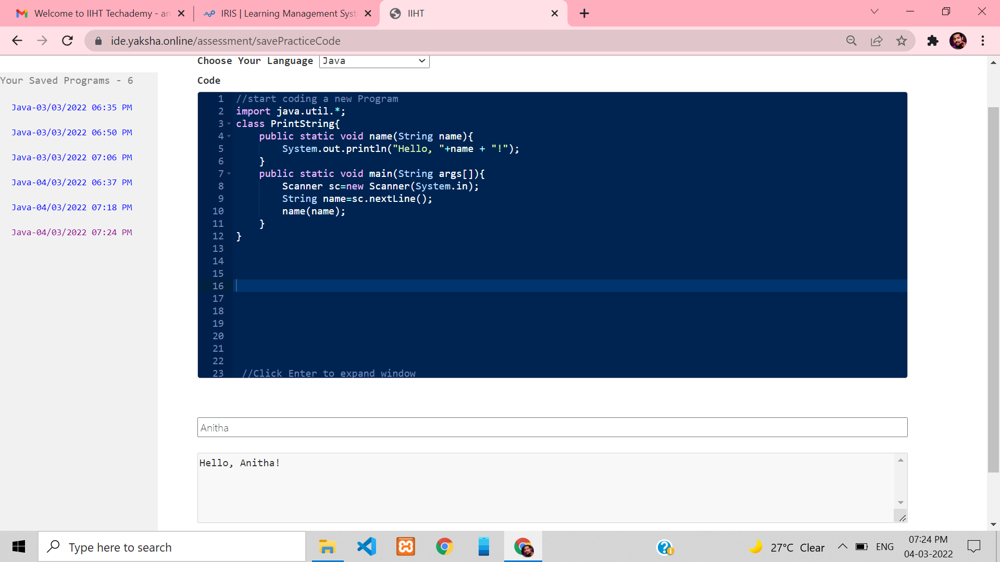 Welcome to IIHT Techademy - an
IRIS | Learning Management Syst
IIHT
ide.yaksha.online/assessment/savePracticeCode
Choose Your Language Java
Your Saved Programs - 6
Java-03/03/2022 06:35 PM
Java-03/03/2022 06:50 PM
Java-03/03/2022 07:06 PM
Java-04/03/2022 06:37 PM
Java-04/03/2022 07:18 PM
Java-04/03/2022 07:24 PM
Code
1 //start coding a new Program
2 import java.util.*;
3 class PrintString{
4     public static void name(String name){
5         System.out.println("Hello, "+name + "!");
6     }
7     public static void main(String args[]){
8         Scanner sc=new Scanner(System.in);
9         String name=sc.nextLine();
10         name(name);
11     }
12 }
13
14
15
16
17
18
19
20
21
22
23 //Click Enter to expand window
Anitha
Hello, Anitha!
Type here to search
27°C Clear
ENG
07:24 PM
04-03-2022